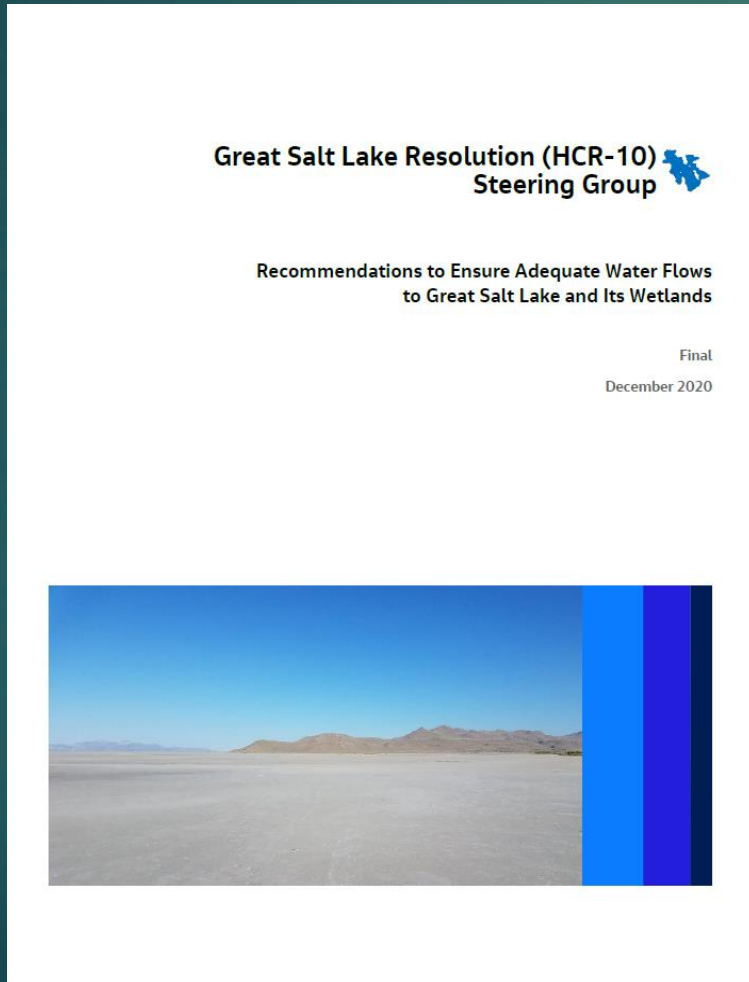 Great Salt Lake Resolution (HCR-10)
Steering Group
Recommendations to Ensure Adequate Water Flows
to Great Salt Lake and Its Wetlands
Final
December 2020